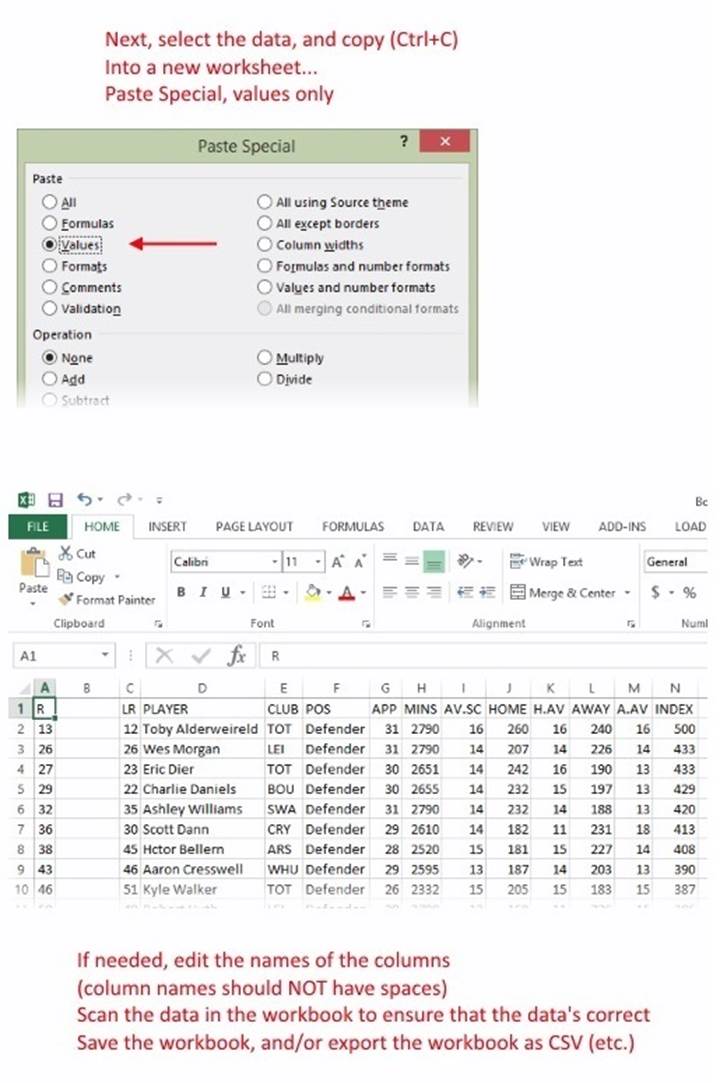 Next, select the data, and copy (Ctrl+C)
Into a new worksheet...
Paste Special, values only
Paste Special ?
Paste
All All using Source theme
Formulas All except borders
Values Column widths
Formats Formulas and number formats
Comments Values and number formats
Validation All merging conditional formats
Operation
None Multiply
Add Divide
Subtract
FILE HOME INSERT PAGE LAYOUT FORMULAS DATA REVIEW VIEW ADD-INS LOAD
Cut Calibri 11 Wrap Text General
Paste Copy
Format Painter B I U A Merge & Center $ %
Clipboard Font Alignment
A1 fx R
A B C D E F G H I J K L M N
1 R LR PLAYER CLUB POS APP MINS AV.SC HOME H.AV AWAY A.AV INDEX
2 13 12 Toby Alderweireld TOT Defender 31 2790 16 260 16 240 16 500
3 26 26 Wes Morgan LEI Defender 31 2790 14 207 14 226 14 433
4 27 23 Eric Dier TOT Defender 30 2651 14 242 16 190 13 433
5 29 22 Charlie Daniels BOU Defender 30 2655 14 232 15 197 13 429
6 32 35 Ashley Williams SWA Defender 31 2790 14 232 14 188 13 420
7 36 30 Scott Dann CRY Defender 29 2610 14 182 11 231 18 413
8 38 45 Hctor Bellern ARS Defender 28 2520 15 181 15 227 14 408
9 43 46 Aaron Cresswell WHU Defender 29 2595 13 187 14 203 13 390
10 46 51 Kyle Walker TOT Defender 26 2332 15 205 15 183 15 387
If needed, edit the names of the columns
(column names should NOT have spaces)
Scan the data in the workbook to ensure that the data's correct
Save the workbook, and/or export the workbook as CSV (etc.)